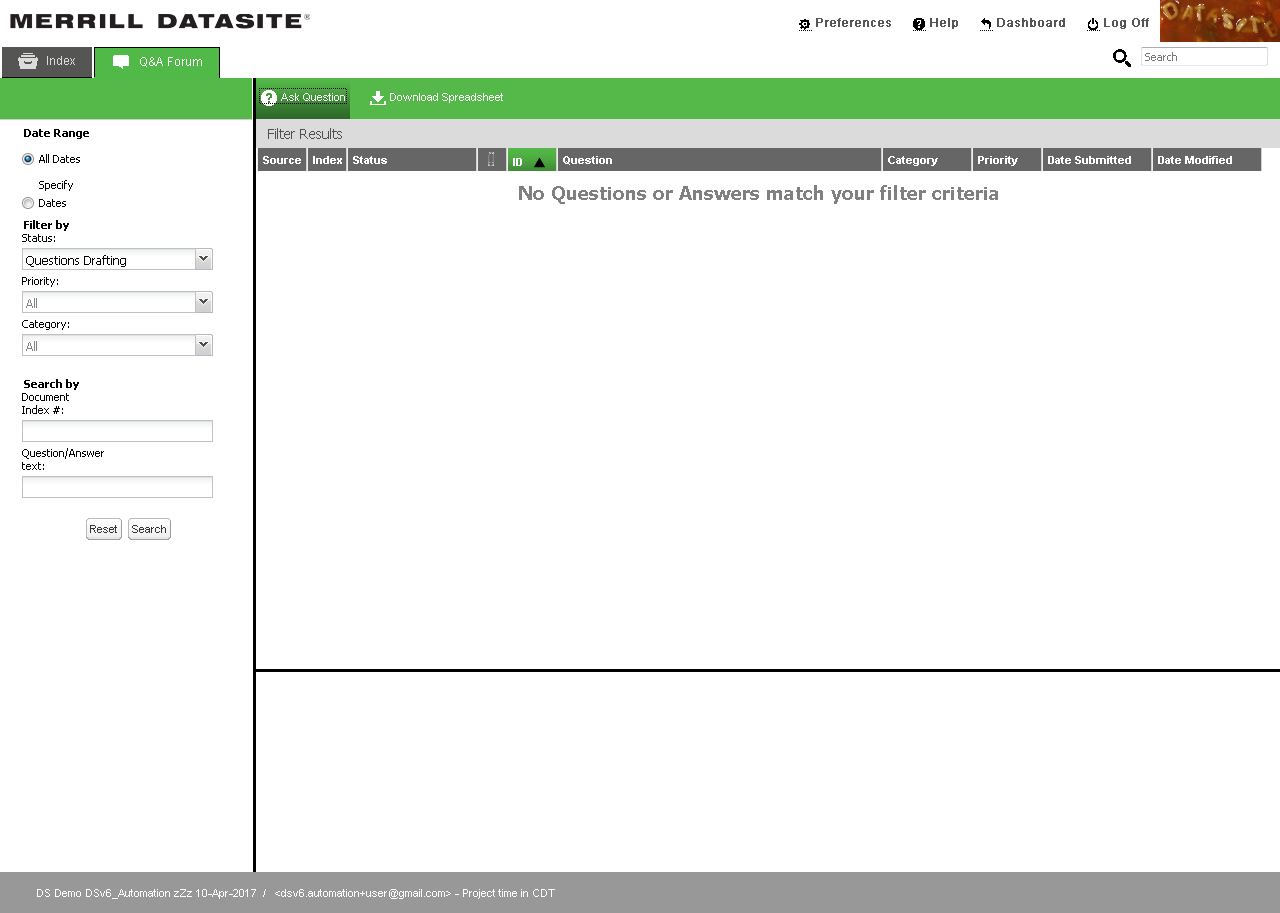 MERRILL DATASITE®
Preferences Help Dashboard Log Off
DATASITE
Index Q&A Forum
Search
Ask Question Download Spreadsheet
Date Range
All Dates
Specify
Dates
Filter by
Status:
Questions Drafting
Priority:
All
Category:
All
Search by
Document
Index #:
Question/Answer
text:
Reset Search
Filter Results
Source Index Status ID Question Category Priority Date Submitted Date Modified
No Questions or Answers match your filter criteria
DS Demo DSv6_Automation zZz 10-Apr-2017 / <dsv6.automation+user@gmail.com> - Project time in CDT